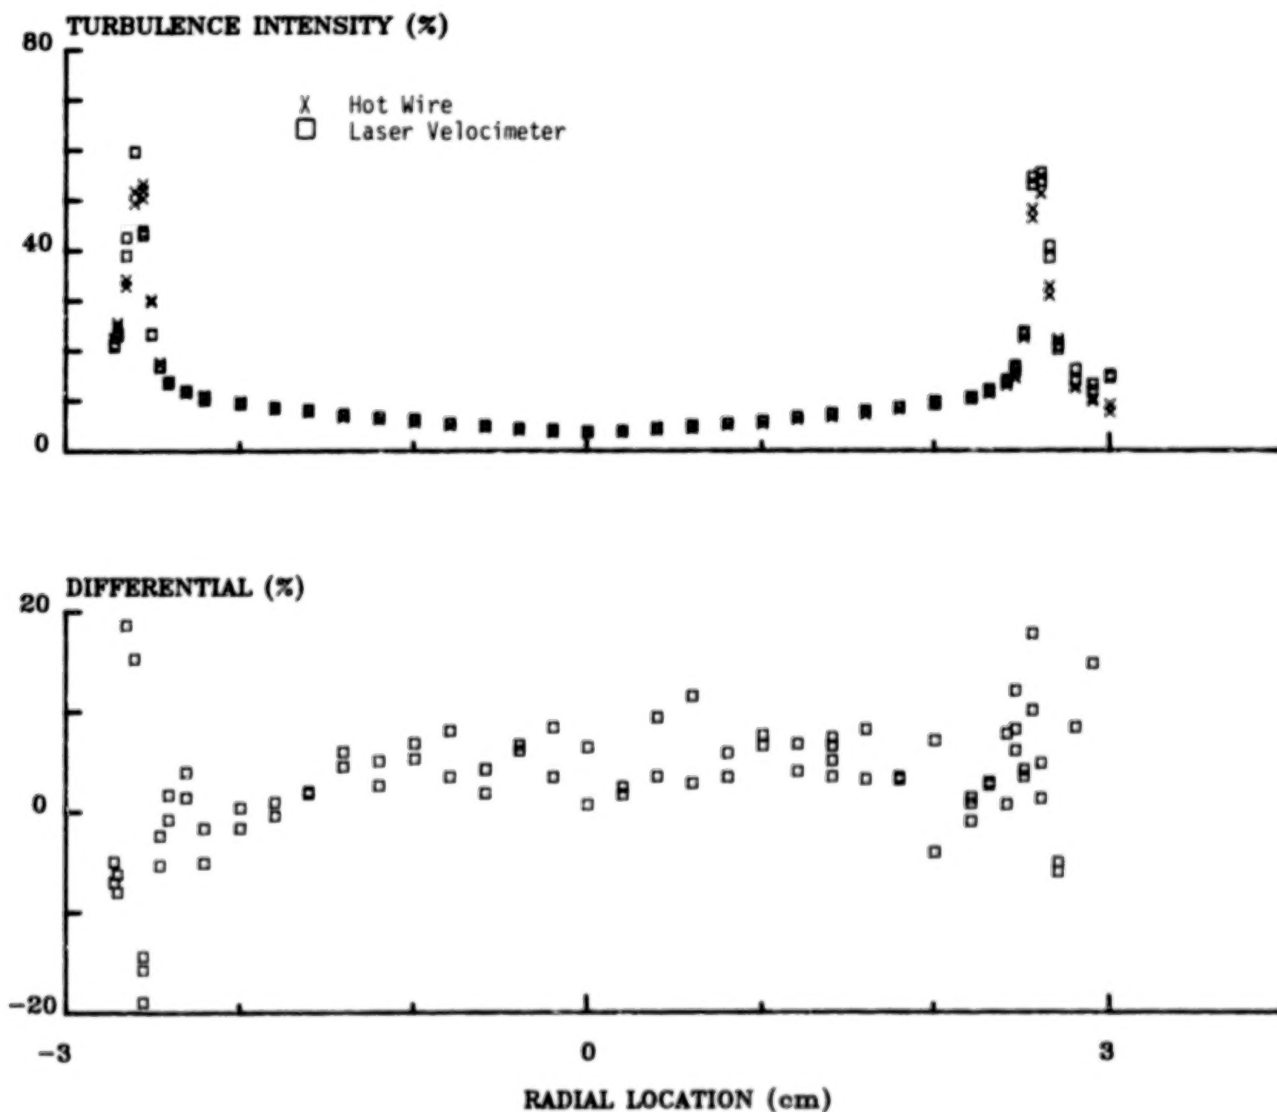 TURBULENCE INTENSITY (%)
80
X Hot Wire
Laser Velocimeter
40
0
DIFFERENTIAL (%)
20
0
-20
-3 0 3
RADIAL LOCATION (cm)